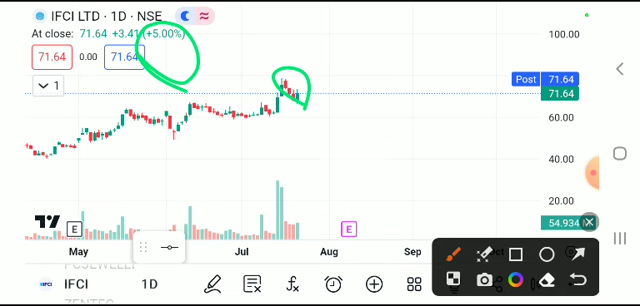 IFCI LTD · 1D · NSE
At close: 71.64 +3.41 (+5.00%)
71.64 0.00 71.64
1
100.00
Post 71.64
71.64
60.00
40.00
20.00
54.934
E E
May Jul Aug Sep
IFCI 1D